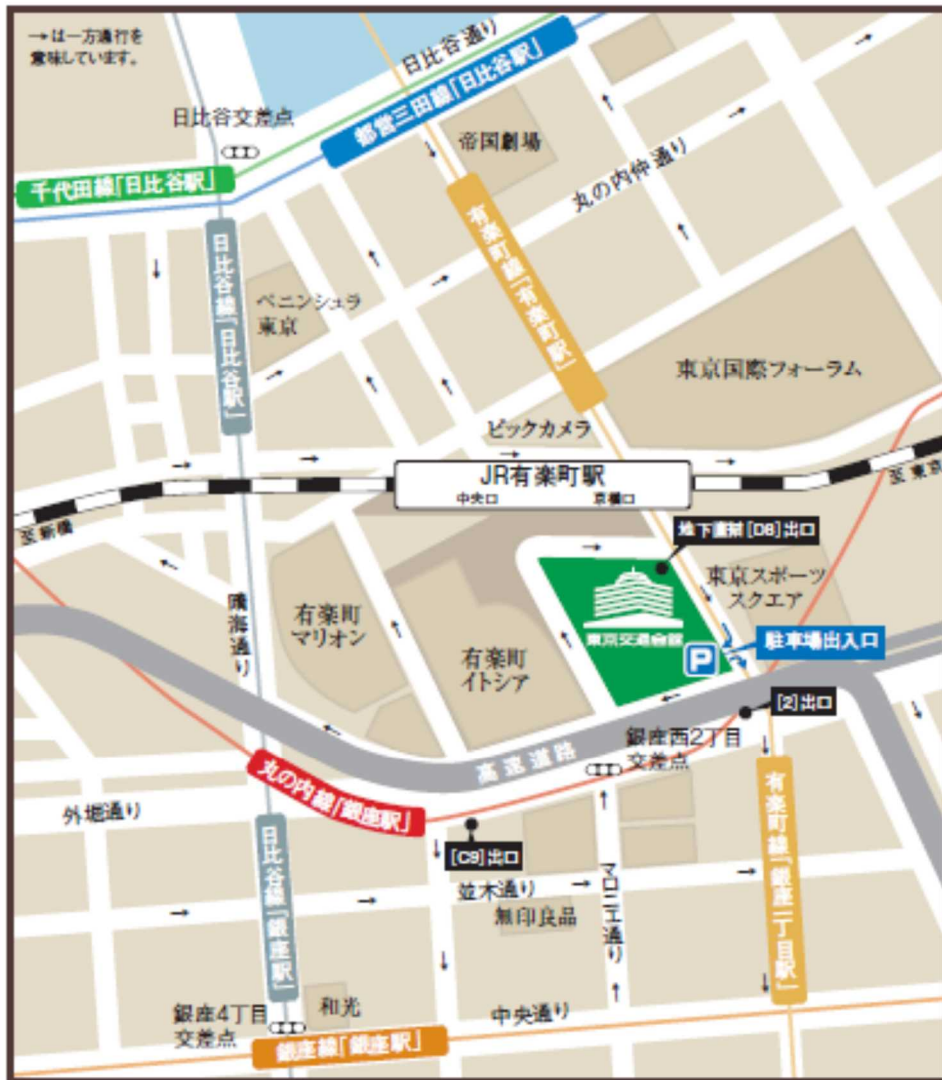 →は一方通行を
意味しています。
日比谷通り
都営三田線「日比谷駅」
日比谷交差点
帝国劇場
千代田線「日比谷駅」
丸の内仲通り
有楽町線「有楽町駅」
日比谷線「日比谷駅」
ペニンシュラ
東京
東京国際フォーラム
ビックカメラ
JR有楽町駅
中央口
京橋口
至東京
至新橋
地下直結[D8]出口
東京スポーツ
スクエア
晴海通り
有楽町
マリオン
東京交通会館
駐車場出入口
P
有楽町
イトシア
[2]出口
銀座西2丁目
交差点
高速道路
丸の内線「銀座駅」
外堀通り
有楽町線「銀座一丁目駅」
日比谷線「銀座駅」
[C9]出口
並木通り
マロニエ通り
無印良品
銀座4丁目
交差点
和光
中央通り
銀座線「銀座駅」